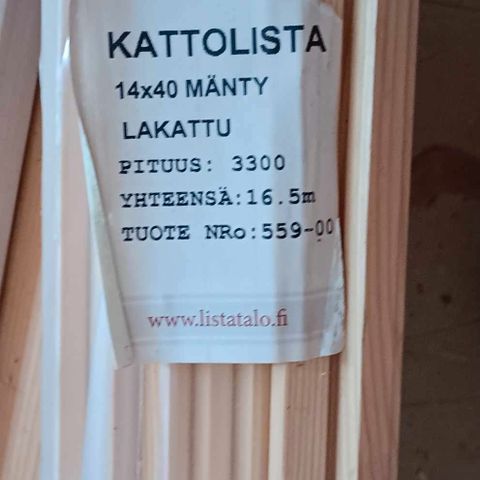 KATTOLISTA
14x40 MÄNTY
LAKATTU
PITUUS: 3300
YHTEENSÄ:16.5m
TUOTE NRo:559-00
www.listatalo.fi